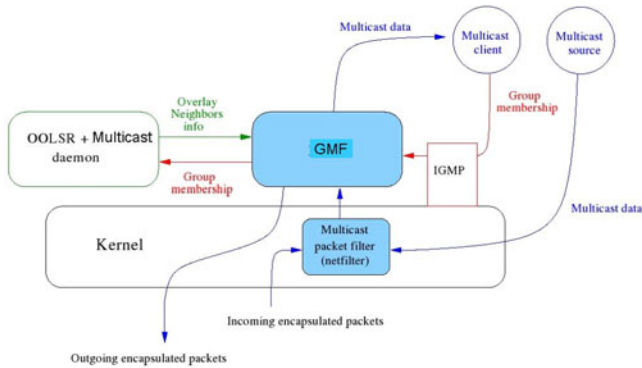 Multicast data
Multicast
client
Multicast
source
Overlay
Neighbors
info
Group
membership
OOLSR + Multicast
daemon
GMF
Group
membership
IGMP
Multicast data
Kernel
Multicast
packet filter
(netfilter)
Incoming encapsulated packets
Outgoing encapsulated packets